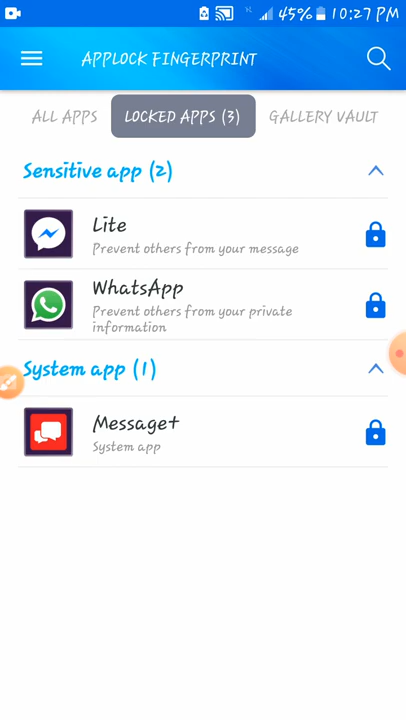 45% 10:27 PM
APPLOCK FINGERPRINT
ALL APPS LOCKED APPS (3) GALLERY VAULT
Sensitive app (2)
Lite
Prevent others from your message
WhatsApp
Prevent others from your private
information
System app (1)
Message+
System app